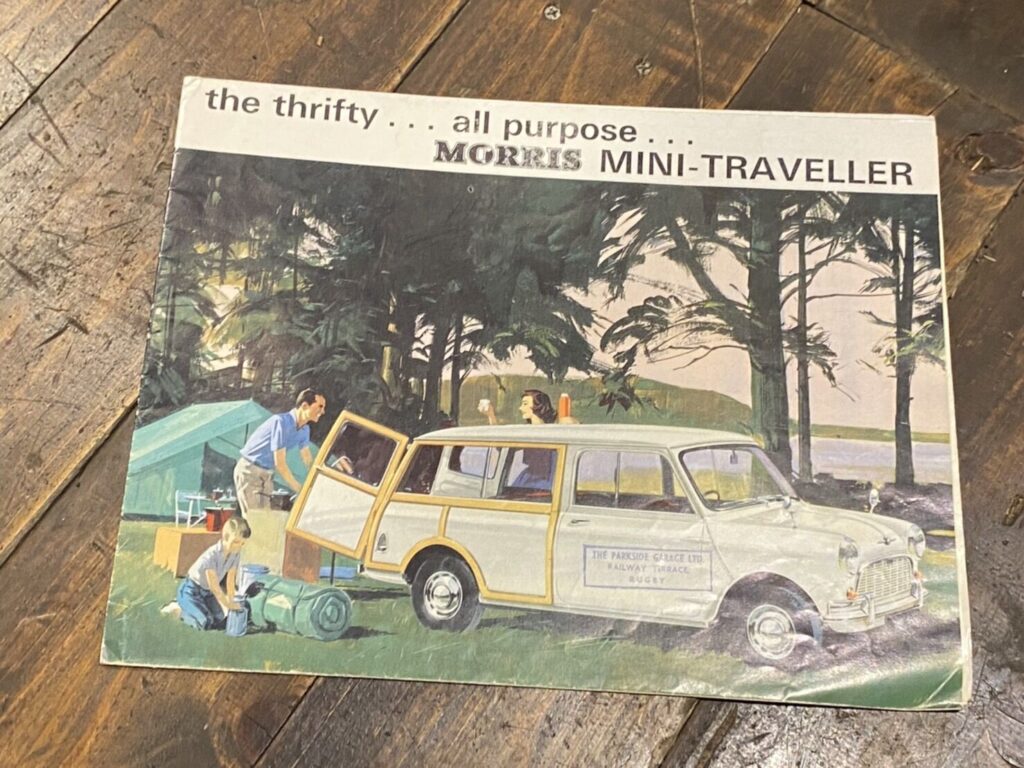 the thrifty . . . all purpose . . .
MORRIS MINI-TRAVELLER
THE PARKSIDE GARAGE LTD.
RAILWAY TERRACE,
RUGBY